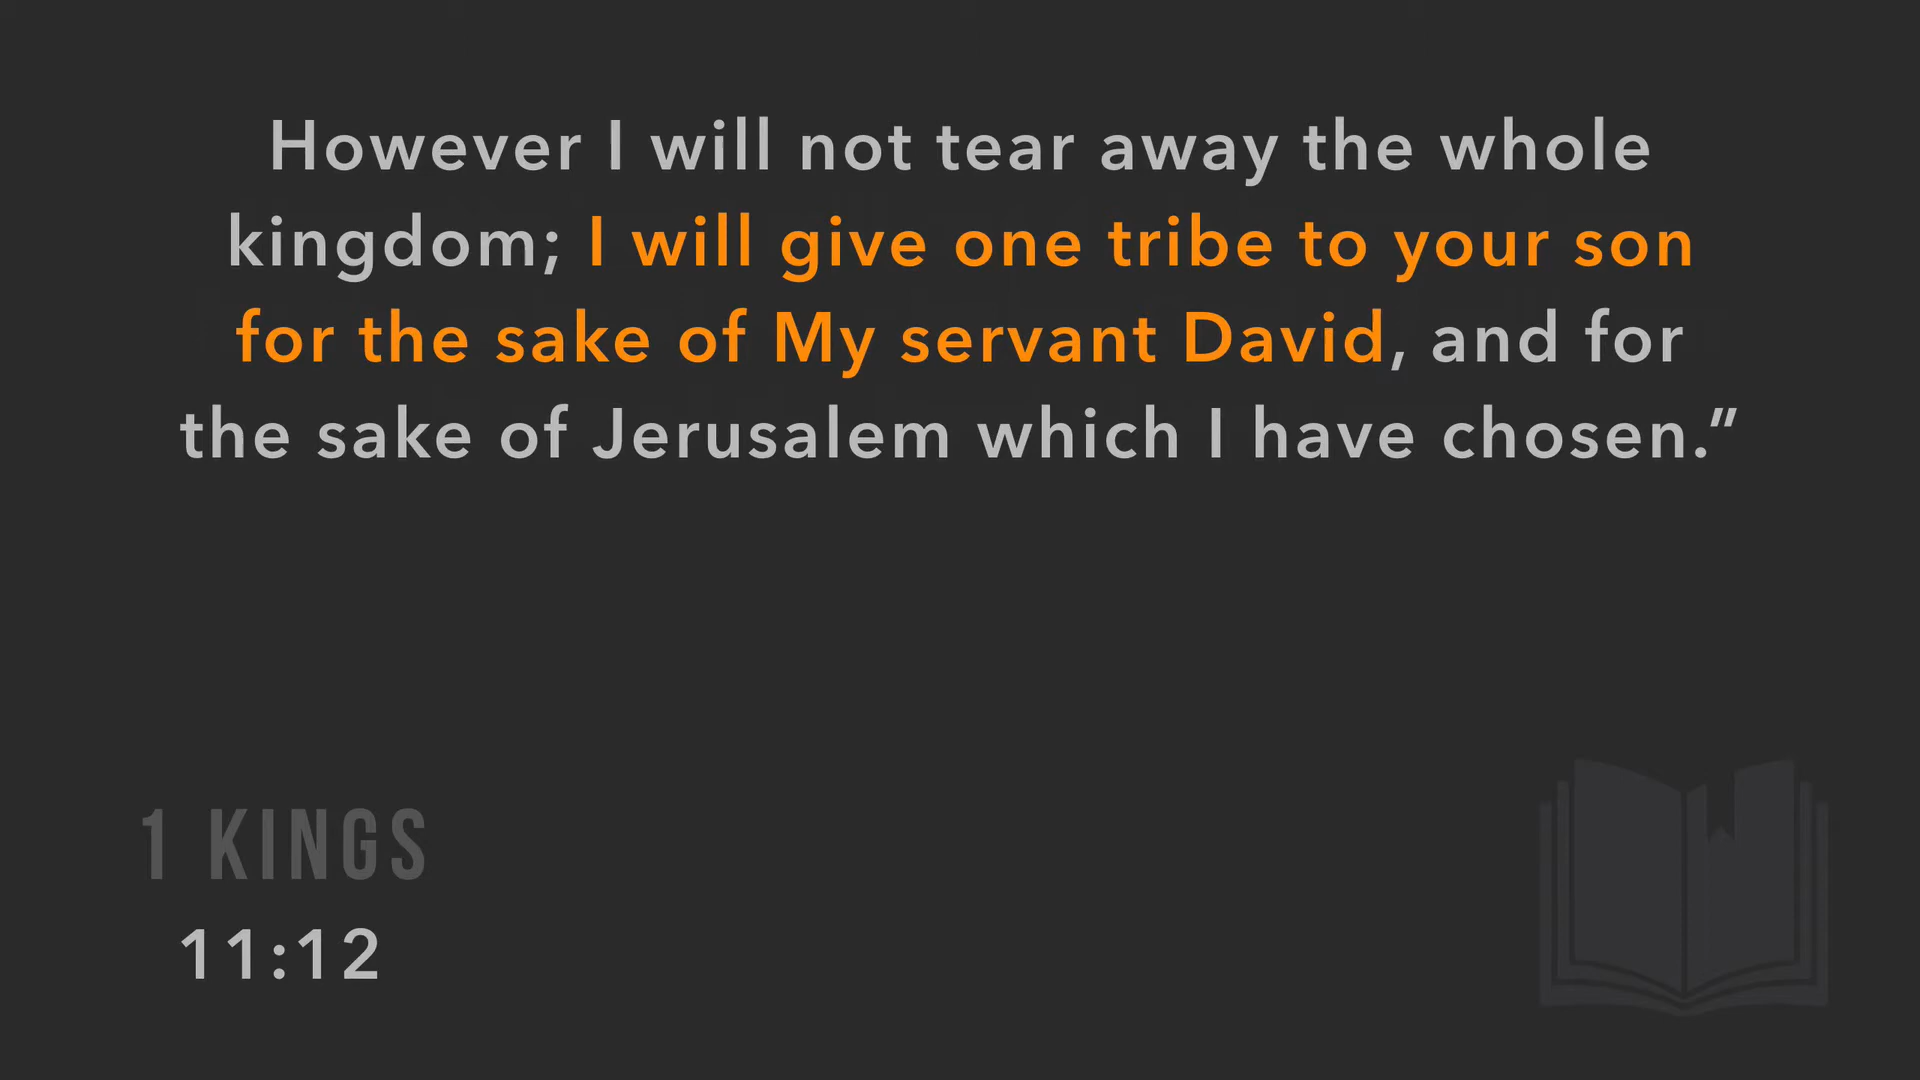 However I will not tear away the whole
kingdom; I will give one tribe to your son
for the sake of My servant David, and for
the sake of Jerusalem which I have chosen.”
1 KINGS
11:12